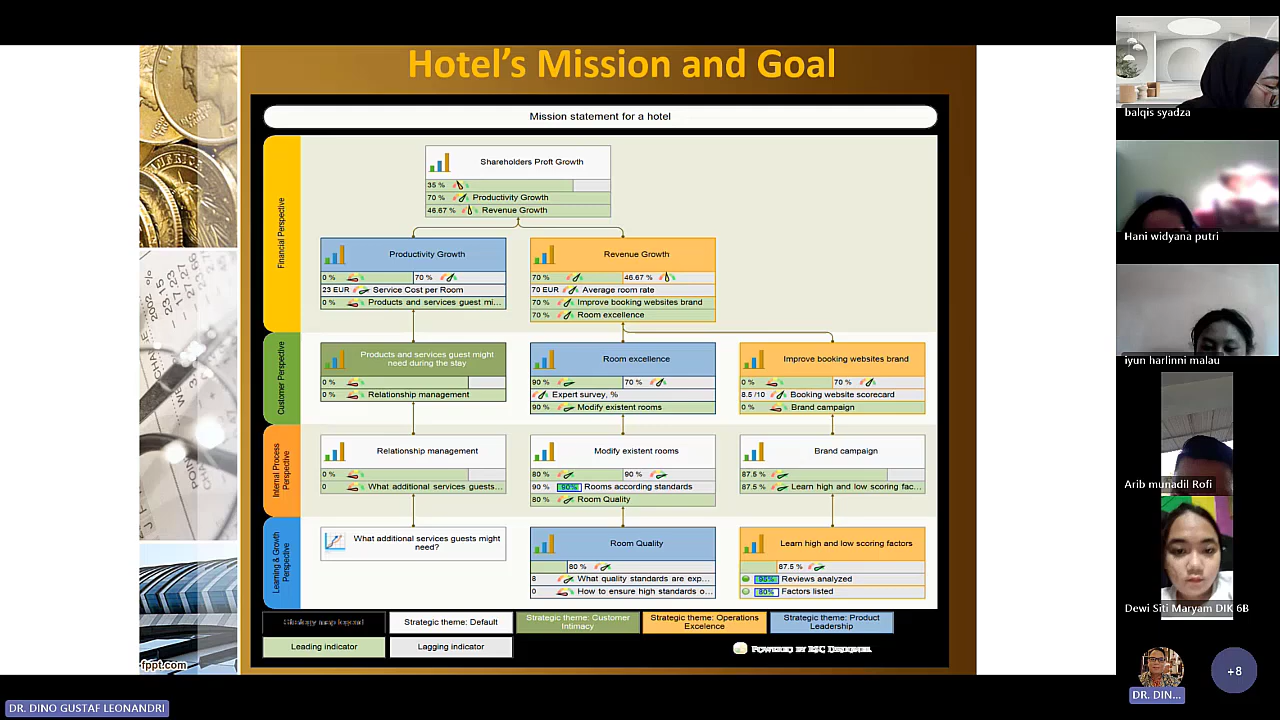 Hotel's Mission and Goal
Mission statement for a hotel
Financial Perspective
Shareholders Proft Growth
35 %
70 % Productivity Growth
46.67 % Revenue Growth
Productivity Growth
0 % 70 %
23 EUR Service Cost per Room
0 % Products and services guest mi...
Revenue Growth
70 % 46.67 %
70 EUR Average room rate
70 % Improve booking websites brand
70 % Room excellence
Customer Perspective
Products and services guest might
need during the stay
0 %
0 % Relationship management
Room excellence
90 % 70 %
Expert survey, %
90 % Modify existent rooms
Improve booking websites brand
0 % 70 %
8.5 /10 Booking website scorecard
0 % Brand campaign
Internal Process
Perspective
Relationship management
0 %
0 What additional services guests...
Modify existent rooms
80 % 90 %
90 % 90% Rooms according standards
80 % Room Quality
Brand campaign
87.5 %
87.5 % Learn high and low scoring fac...
Learning & Growth
Perspective
What additional services guests might
need?
Room Quality
80 %
8 What quality standards are exp...
0 How to ensure high standards o...
Learn high and low scoring factors
87.5 %
95% Reviews analyzed
80% Factors listed
Strategy map legend
Strategic theme: Default
Strategic theme: Customer
Intimacy
Strategic theme: Operations
Excelence
Strategic theme: Product
Leadership
Leading indicator
Lagging indicator
Powered by BSC Designer
fppt.com
balqis syadza
Hani widyana putri
iyun harlinni malau
Arib munadil Rofi
Dewi Siti Maryam DIK 6B
DR. DIN...
+8
DR. DINO GUSTAF LEONANDRI